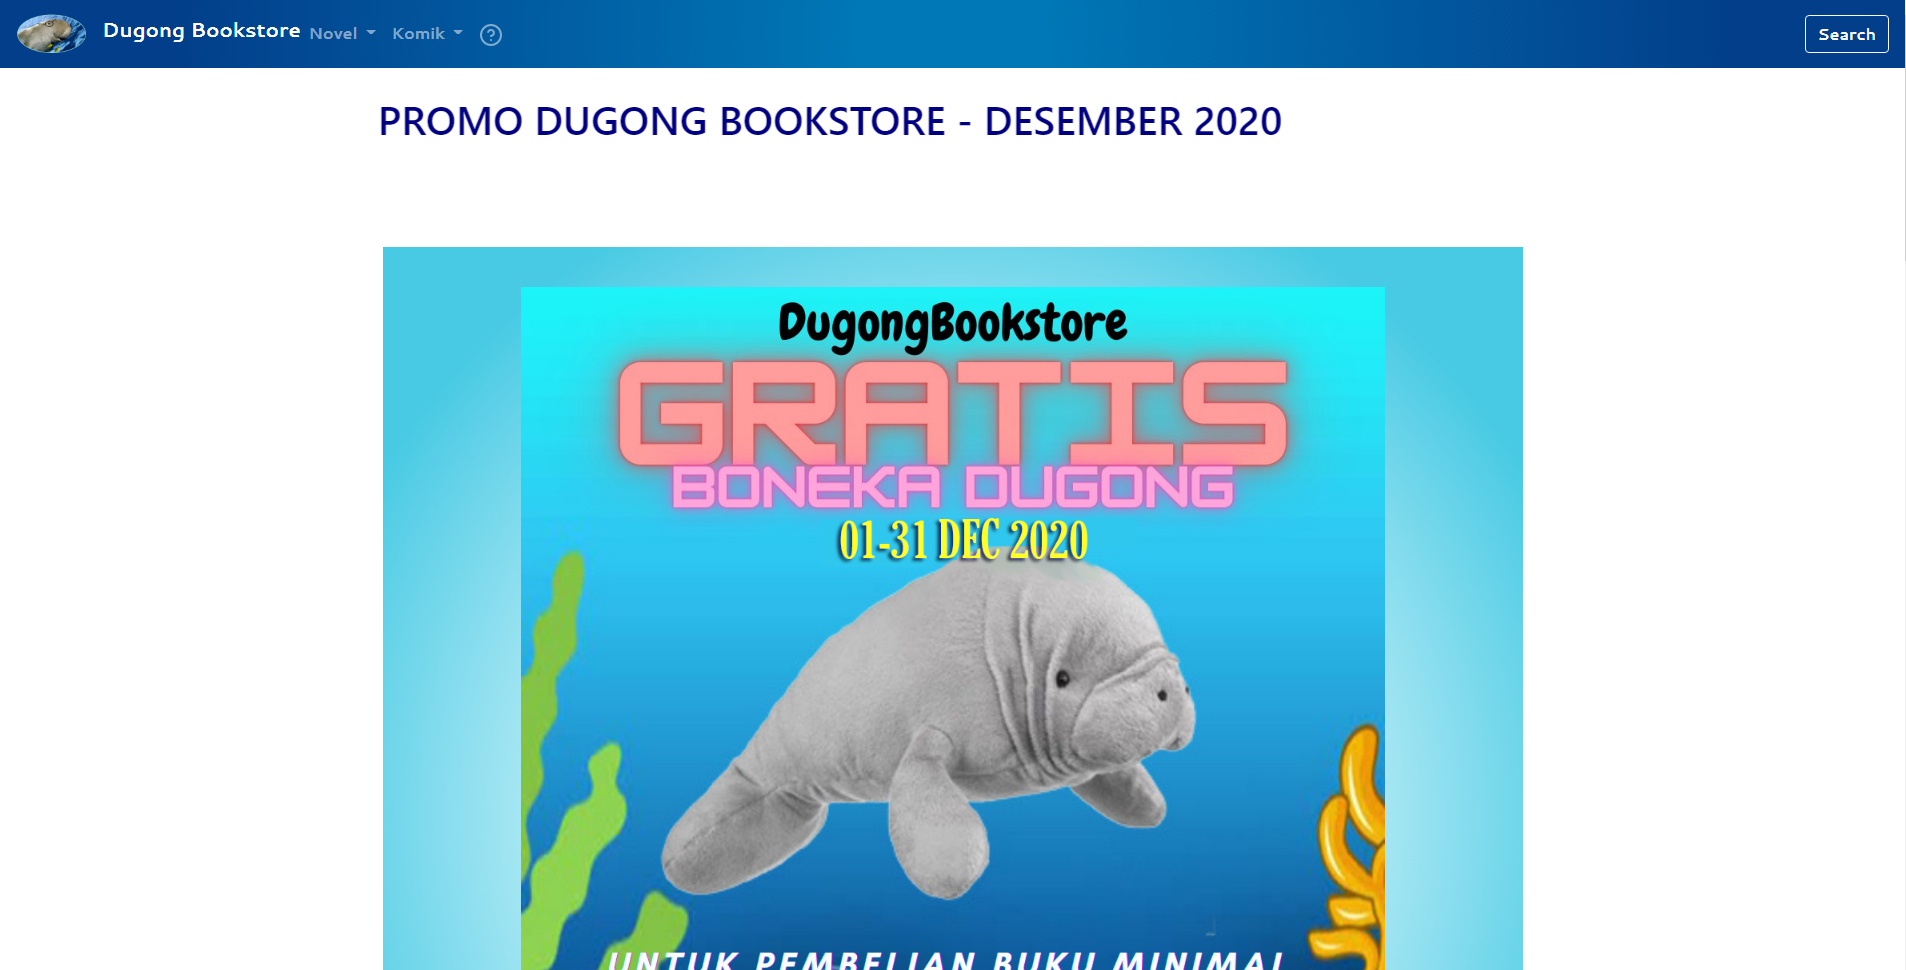 Dugong Bookstore Novel Komik Search
PROMO DUGONG BOOKSTORE - DESEMBER 2020
DugongBookstore
GRATIS
BONEKA DUGONG
01-31 DEC 2020
UNTUK PEMBELIAN BUKU MINIMAL